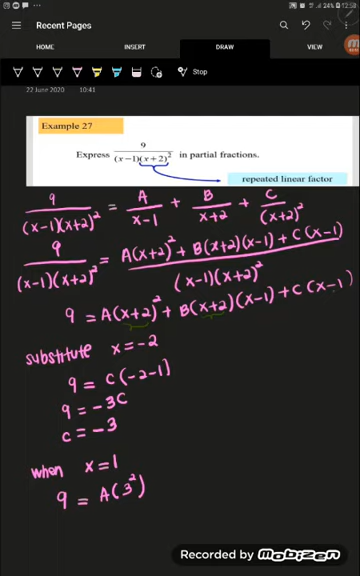 12:58
24%
Recent Pages
HOME INSERT DRAW VIEW
Stop
22 June 2020 10:41
Example 27
Express 9/((x−1)(x+2)²) in partial fractions.
repeated linear factor
9/((x−1)(x+2)²) = A/(x−1) + B/(x+2) + C/(x+2)²
9/((x−1)(x+2)²) = (A(x+2)² + B(x+2)(x−1) + C(x−1))/((x−1)(x+2)²)
9 = A(x+2)² + B(x+2)(x−1) + C(x−1)
substitute x = −2
9 = C(−2−1)
9 = −3C
C = −3
when x = 1
9 = A(3²)
Recorded by mobizen